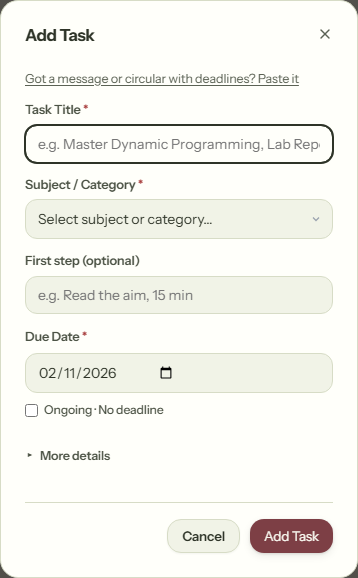 Add Task
Got a message or circular with deadlines? Paste it
Task Title *
e.g. Master Dynamic Programming, Lab Rep
Subject / Category *
Select subject or category...
First step (optional)
e.g. Read the aim, 15 min
Due Date *
02/11/2026
Ongoing · No deadline
More details
Cancel
Add Task